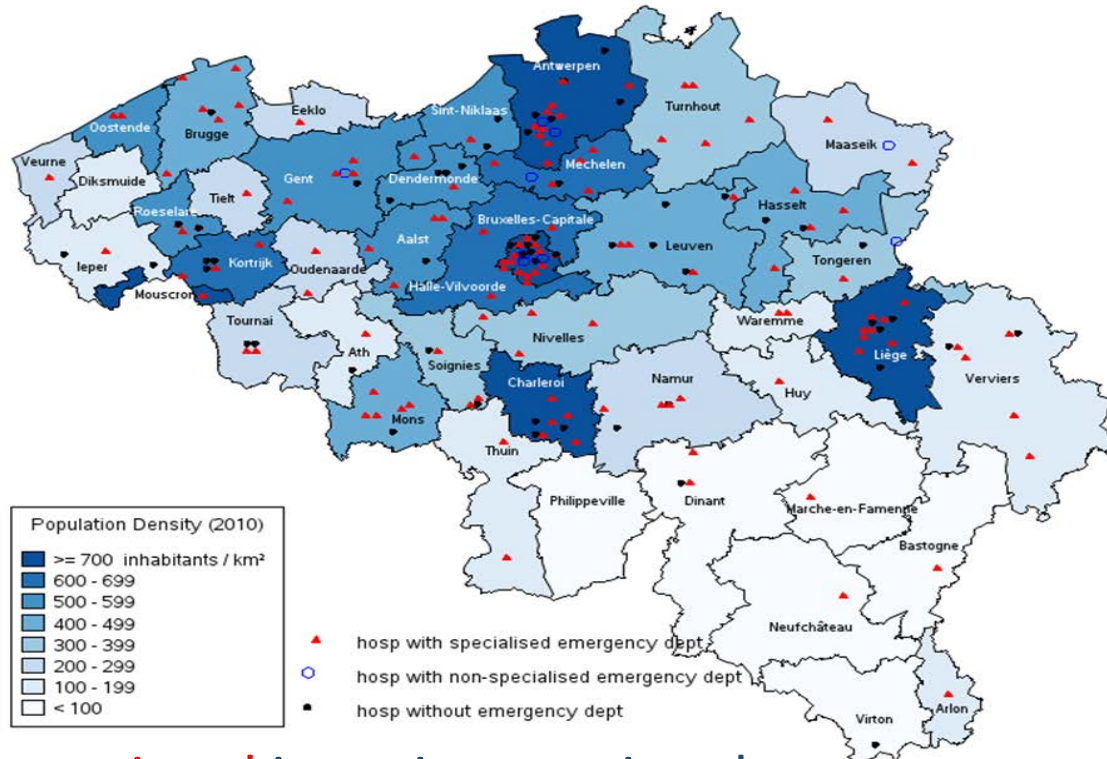 Antwerpen
Turnhout
Sint-Niklaas
Eeklo
Oostende
Brugge
Maaseik
Mechelen
Veurne
Diksmuide
Gent
Dendermonde
Tielt
Hasselt
Roeselare
Bruxelles-Capitale
Aalst
Leuven
Tongeren
Ieper
Kortrijk
Oudenaarde
Halle-Vilvoorde
Mouscron
Tournai
Waremme
Nivelles
Ath
Liège
Soignies
Verviers
Charleroi
Namur
Huy
Mons
Thuin
Philippeville
Dinant
Marche-en-Famenne
Bastogne
Neufchâteau
Arlon
Virton
Population Density (2010)
>= 700 inhabitants / km²
600 - 699
500 - 599
400 - 499
300 - 399
200 - 299
100 - 199
< 100
hosp with specialised emergency dept
hosp with non-specialised emergency dept
hosp without emergency dept